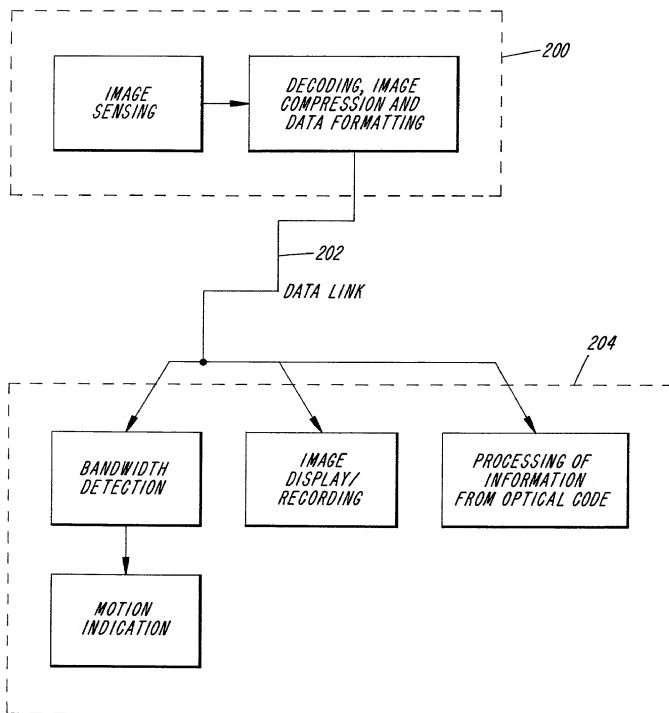 200
IMAGE
SENSING
DECODING, IMAGE
COMPRESSION AND
DATA FORMATTING
202
DATA LINK
204
BANDWIDTH
DETECTION
IMAGE
DISPLAY/
RECORDING
PROCESSING OF
INFORMATION
FROM OPTICAL CODE
MOTION
INDICATION